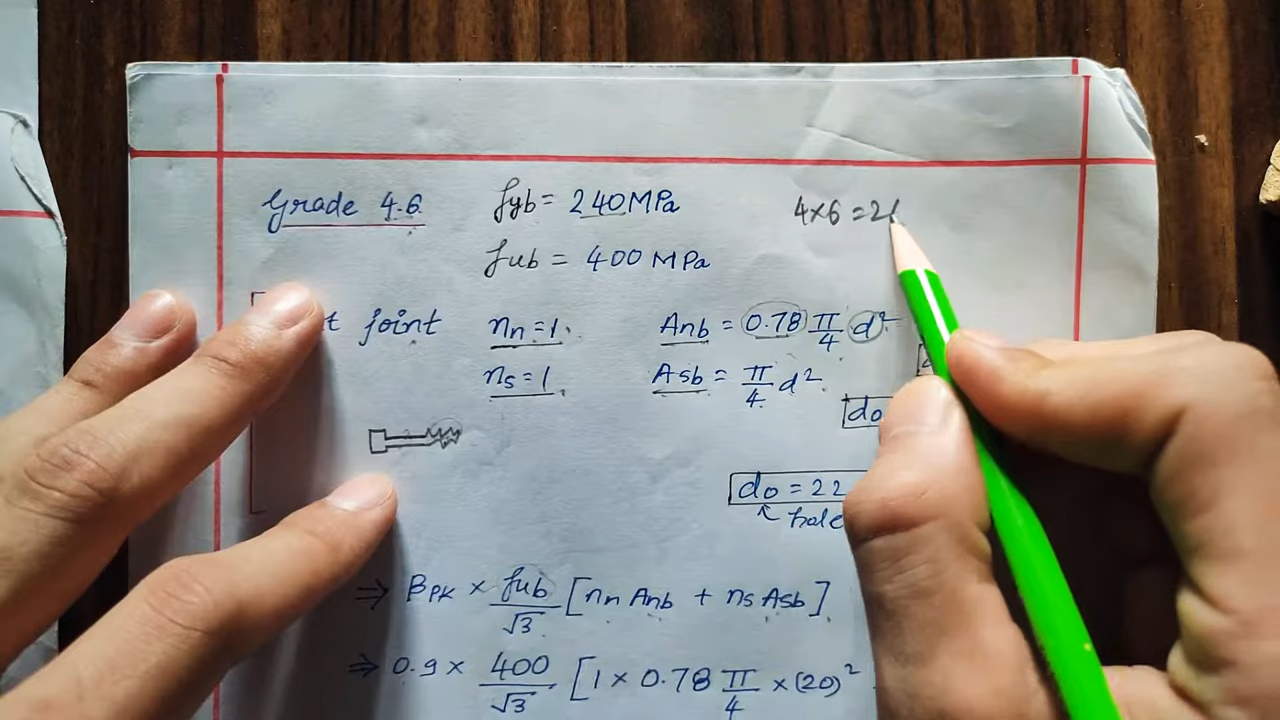 Grade 4.6 fyb = 240 MPa 4×6 = 2
fub = 400 MPa
joint nn = 1 Anb = 0.78 π/4 d²
ns = 1 Asb = π/4 d²
do
do = 22
hole
⇒ βPK × fub/√3 [nn Anb + ns Asb]
⇒ 0.9 × 400/√3 [1 × 0.78 π/4 × (20)²